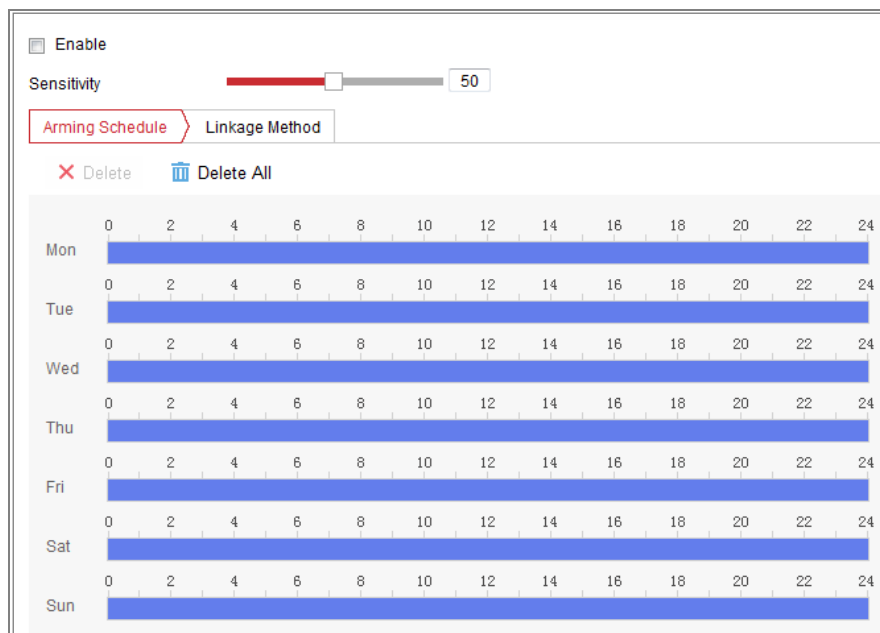 Enable
Sensitivity 50
Arming Schedule Linkage Method
Delete Delete All
0 2 4 6 8 10 12 14 16 18 20 22 24
Mon
0 2 4 6 8 10 12 14 16 18 20 22 24
Tue
0 2 4 6 8 10 12 14 16 18 20 22 24
Wed
0 2 4 6 8 10 12 14 16 18 20 22 24
Thu
0 2 4 6 8 10 12 14 16 18 20 22 24
Fri
0 2 4 6 8 10 12 14 16 18 20 22 24
Sat
0 2 4 6 8 10 12 14 16 18 20 22 24
Sun